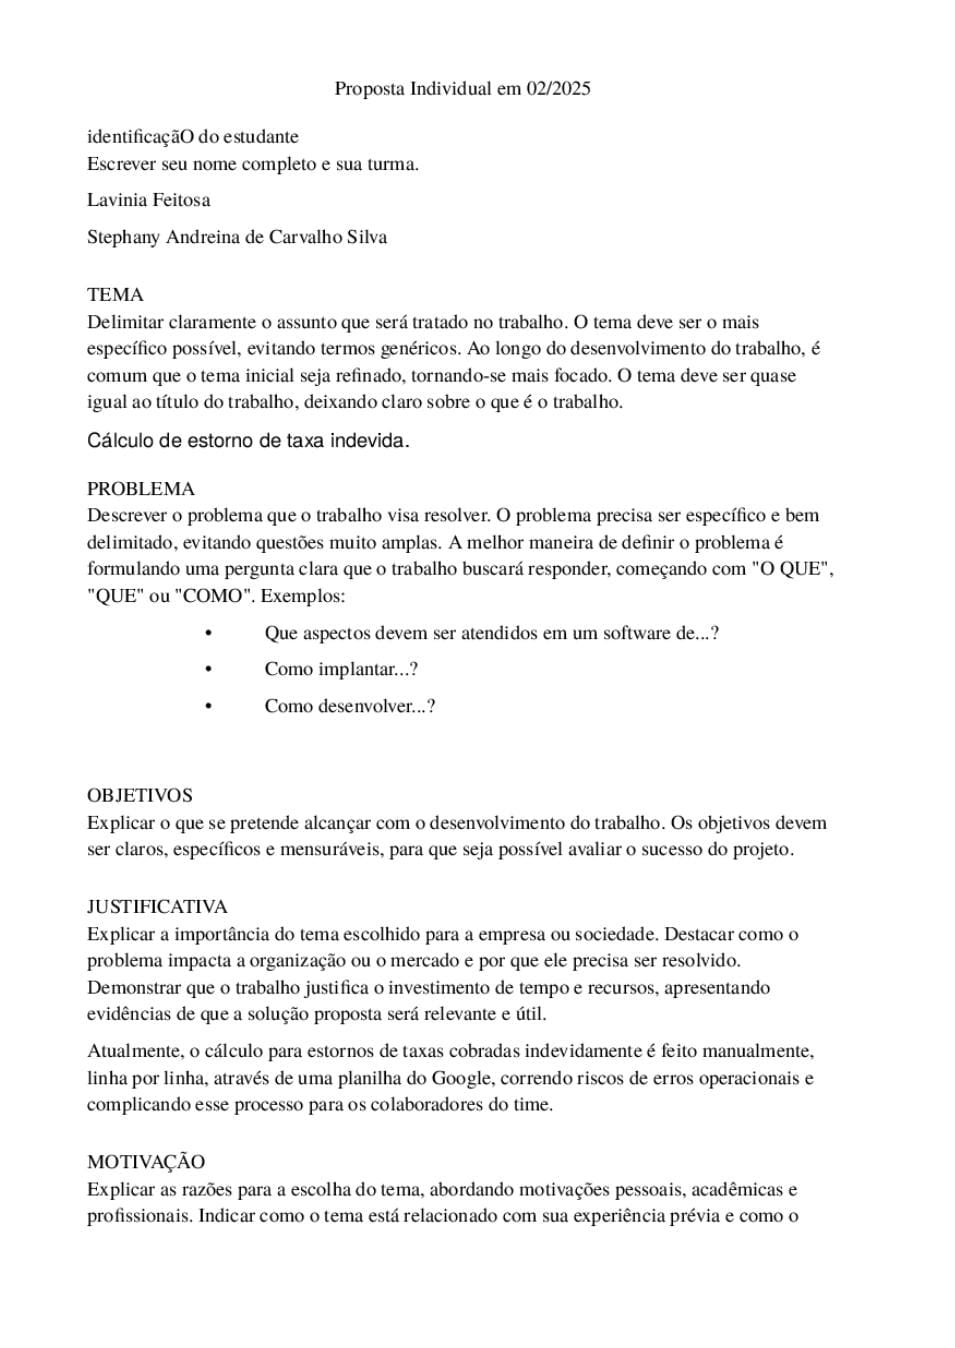 Proposta Individual em 02/2025
identificaçãO do estudante
Escrever seu nome completo e sua turma.
Lavinia Feitosa
Stephany Andreina de Carvalho Silva
TEMA
Delimitar claramente o assunto que será tratado no trabalho. O tema deve ser o mais
específico possível, evitando termos genéricos. Ao longo do desenvolvimento do trabalho, é
comum que o tema inicial seja refinado, tornando-se mais focado. O tema deve ser quase
igual ao título do trabalho, deixando claro sobre o que é o trabalho.
Cálculo de estorno de taxa indevida.
PROBLEMA
Descrever o problema que o trabalho visa resolver. O problema precisa ser específico e bem
delimitado, evitando questões muito amplas. A melhor maneira de definir o problema é
formulando uma pergunta clara que o trabalho buscará responder, começando com "O QUE",
"QUE" ou "COMO". Exemplos:
• Que aspectos devem ser atendidos em um software de...?
• Como implantar...?
• Como desenvolver...?
OBJETIVOS
Explicar o que se pretende alcançar com o desenvolvimento do trabalho. Os objetivos devem
ser claros, específicos e mensuráveis, para que seja possível avaliar o sucesso do projeto.
JUSTIFICATIVA
Explicar a importância do tema escolhido para a empresa ou sociedade. Destacar como o
problema impacta a organização ou o mercado e por que ele precisa ser resolvido.
Demonstrar que o trabalho justifica o investimento de tempo e recursos, apresentando
evidências de que a solução proposta será relevante e útil.
Atualmente, o cálculo para estornos de taxas cobradas indevidamente é feito manualmente,
linha por linha, através de uma planilha do Google, correndo riscos de erros operacionais e
complicando esse processo para os colaboradores do time.
MOTIVAÇÃO
Explicar as razões para a escolha do tema, abordando motivações pessoais, acadêmicas e
profissionais. Indicar como o tema está relacionado com sua experiência prévia e como o